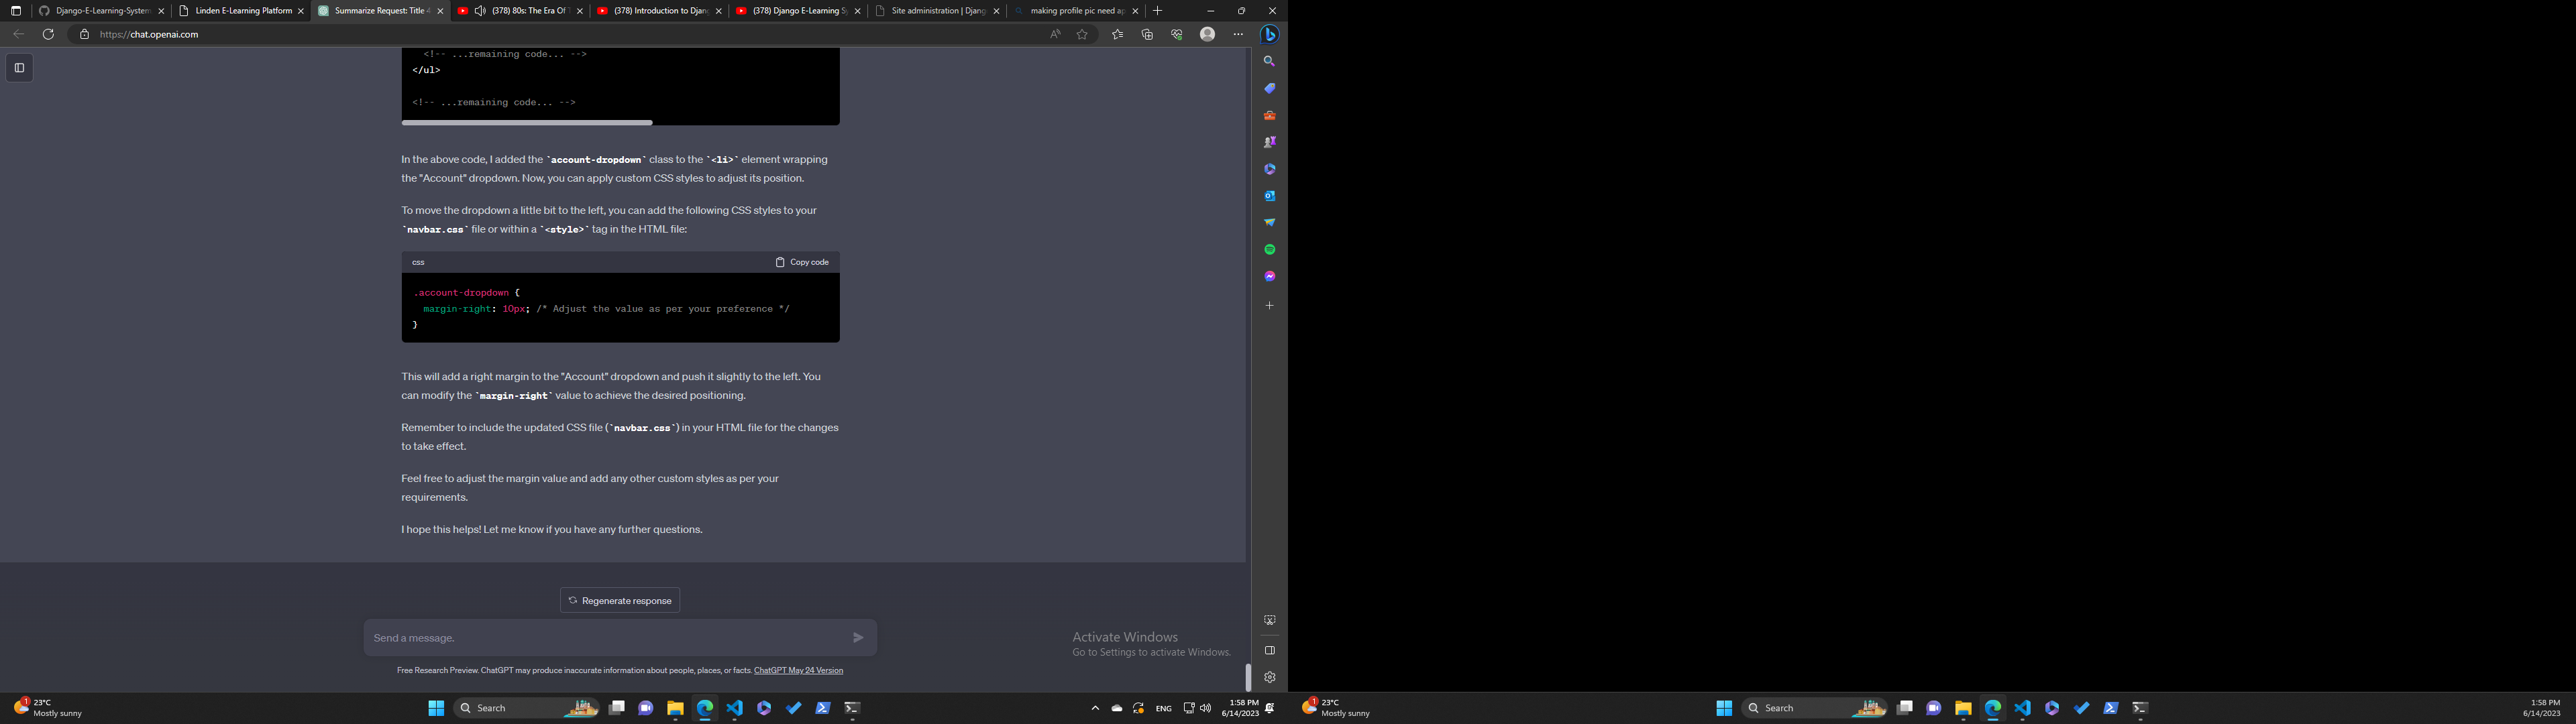 Django-E-Learning-System
Linden E-Learning Platform
Summarize Request: Title 4
(378) 80s: The Era Of T
(378) Introduction to Djang
(378) Django E-Learning Sy
Site administration | Djang
making profile pic need ap
https://chat.openai.com
<!-- ...remaining code... -->
</ul>
<!-- ...remaining code... -->
In the above code, I added the `account-dropdown` class to the `<li>` element wrapping
the "Account" dropdown. Now, you can apply custom CSS styles to adjust its position.
To move the dropdown a little bit to the left, you can add the following CSS styles to your
`navbar.css` file or within a `<style>` tag in the HTML file:
css
Copy code
.account-dropdown {
margin-right: 10px; /* Adjust the value as per your preference */
}
This will add a right margin to the "Account" dropdown and push it slightly to the left. You
can modify the `margin-right` value to achieve the desired positioning.
Remember to include the updated CSS file (`navbar.css`) in your HTML file for the changes
to take effect.
Feel free to adjust the margin value and add any other custom styles as per your
requirements.
I hope this helps! Let me know if you have any further questions.
Regenerate response
Send a message.
Activate Windows
Go to Settings to activate Windows.
Free Research Preview. ChatGPT may produce inaccurate information about people, places, or facts. ChatGPT May 24 Version
1
23°C
Mostly sunny
Search
ENG
1:58 PM
6/14/2023
1
23°C
Mostly sunny
Search
1:58 PM
6/14/2023